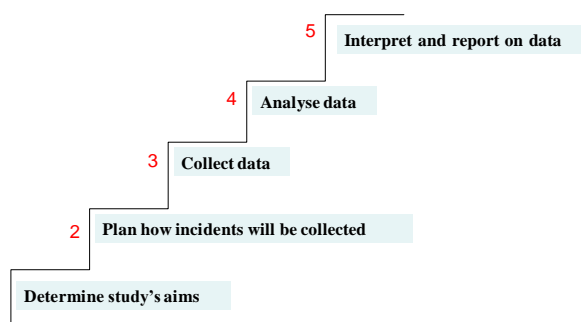 5
Interpret and report on data
4
Analyse data
3
Collect data
2
Plan how incidents will be collected
Determine study's aims